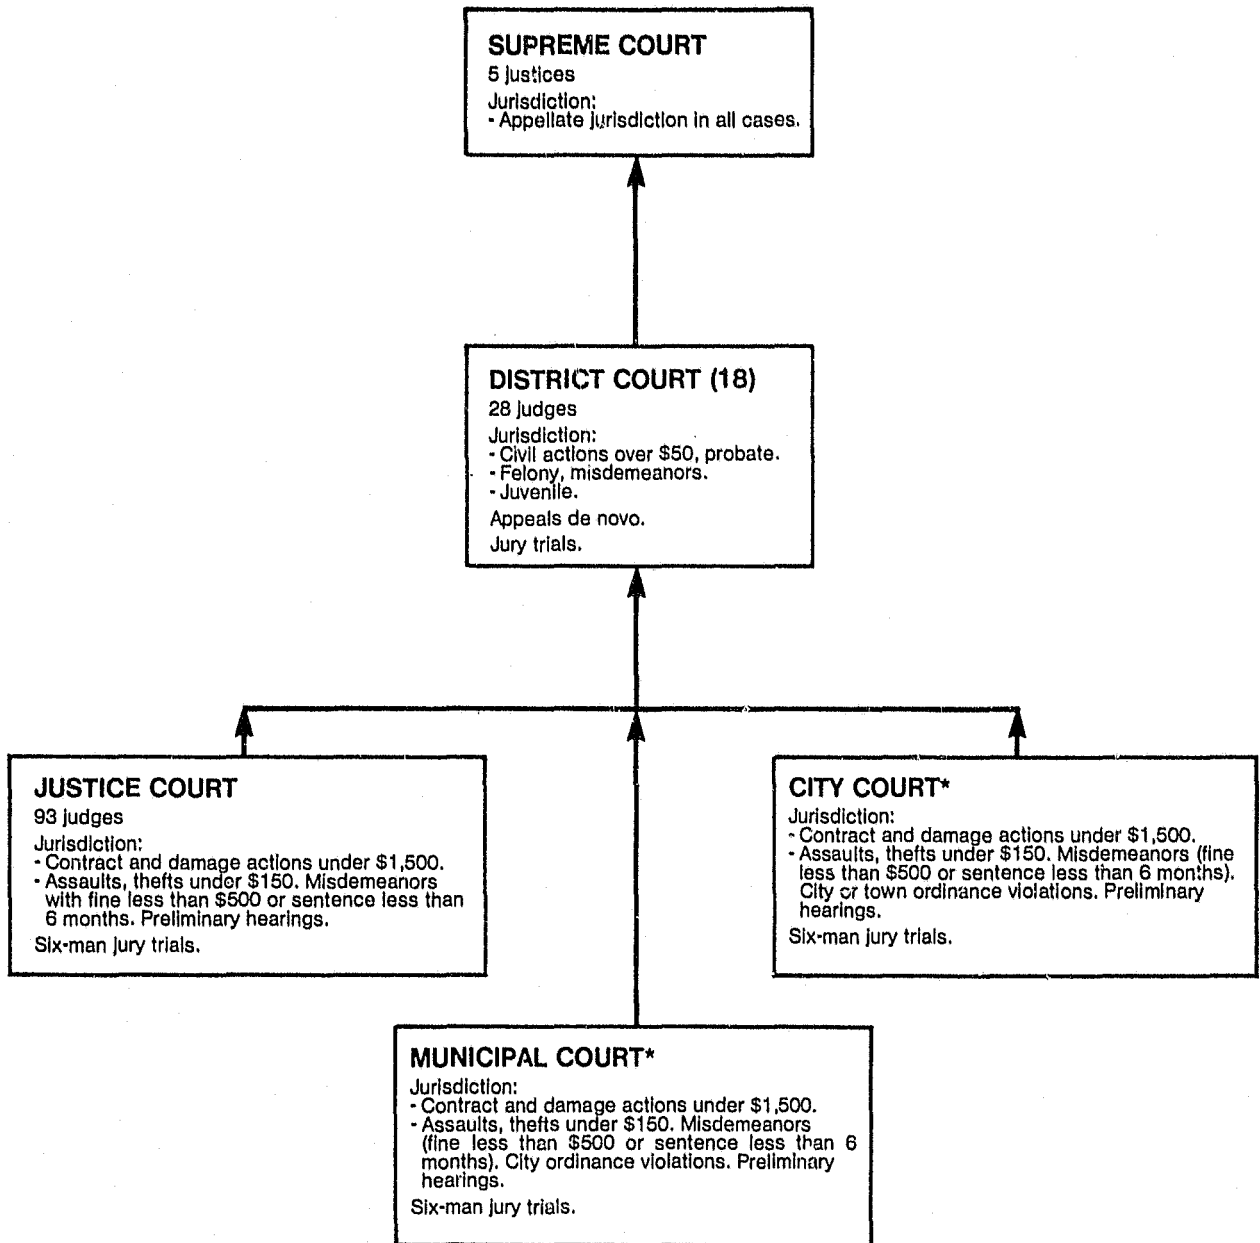 SUPREME COURT
5 justices
Jurisdiction:
- Appellate jurisdiction in all cases.
DISTRICT COURT (18)
28 judges
Jurisdiction:
- Civil actions over $50, probate.
- Felony, misdemeanors.
- Juvenile.
Appeals de novo.
Jury trials.
JUSTICE COURT
93 judges
Jurisdiction:
- Contract and damage actions under $1,500.
- Assaults, thefts under $150. Misdemeanors
with fine less than $500 or sentence less than
6 months. Preliminary hearings.
Six-man jury trials.
CITY COURT*
Jurisdiction:
- Contract and damage actions under $1,500.
- Assaults, thefts under $150. Misdemeanors (fine
less than $500 or sentence less than 6 months).
City or town ordinance violations. Preliminary
hearings.
Six-man jury trials.
MUNICIPAL COURT*
Jurisdiction:
- Contract and damage actions under $1,500.
- Assaults, thefts under $150. Misdemeanors
(fine less than $500 or sentence less than 6
months). City ordinance violations. Preliminary
hearings.
Six-man jury trials.